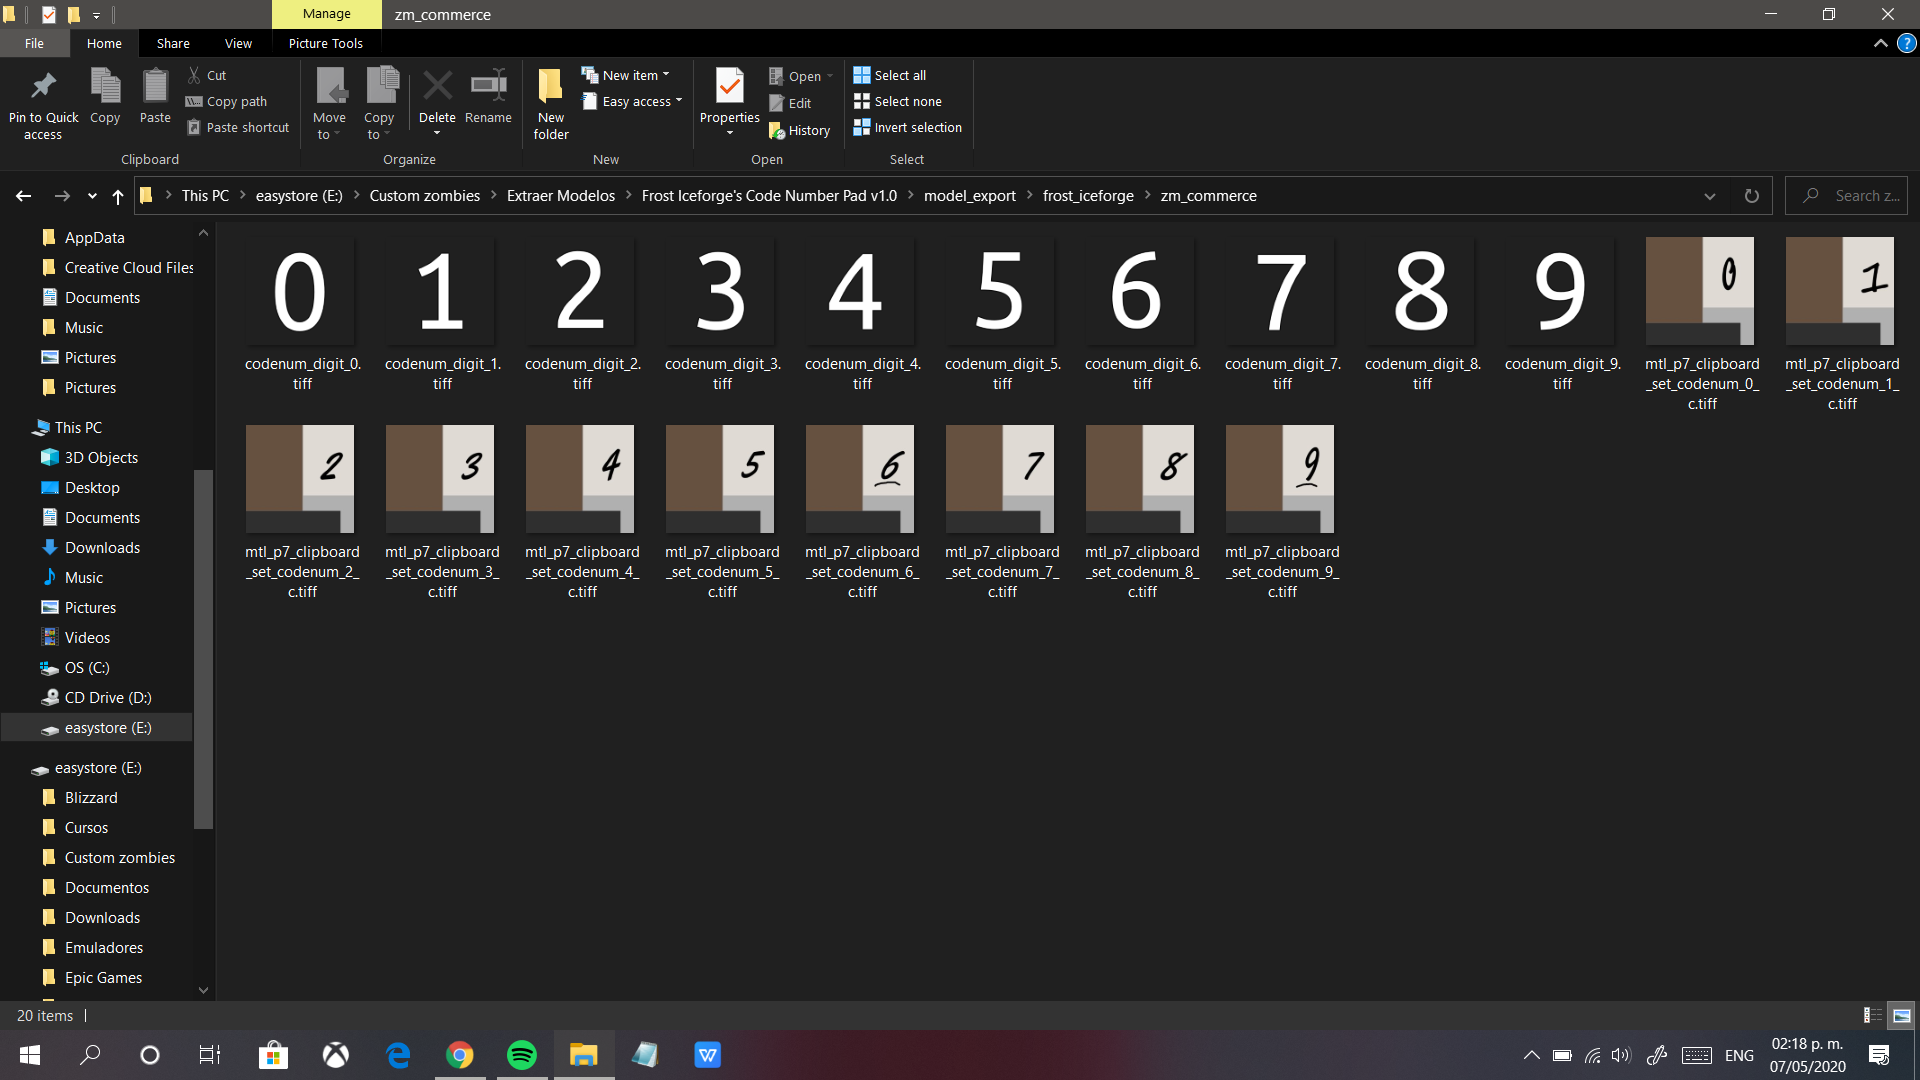 Manage
zm_commerce
File
Home
Share
View
Picture Tools
Pin to Quick access
Copy
Paste
Cut
Copy path
Paste shortcut
Clipboard
Move to
Copy to
Delete
Rename
Organize
New folder
New item
Easy access
New
Properties
Open
Edit
History
Open
Select all
Select none
Invert selection
Select
This PC > easystore (E:) > Custom zombies > Extraer Modelos > Frost Iceforge's Code Number Pad v1.0 > model_export > frost_iceforge > zm_commerce
Search z...
AppData
Creative Cloud Files
Documents
Music
Pictures
Pictures
This PC
3D Objects
Desktop
Documents
Downloads
Music
Pictures
Videos
OS (C:)
CD Drive (D:)
easystore (E:)
easystore (E:)
Blizzard
Cursos
Custom zombies
Documentos
Downloads
Emuladores
Epic Games
0 1 2 3 4 5 6 7 8 9 0 1
codenum_digit_0.tiff
codenum_digit_1.tiff
codenum_digit_2.tiff
codenum_digit_3.tiff
codenum_digit_4.tiff
codenum_digit_5.tiff
codenum_digit_6.tiff
codenum_digit_7.tiff
codenum_digit_8.tiff
codenum_digit_9.tiff
mtl_p7_clipboard_set_codenum_0_c.tiff
mtl_p7_clipboard_set_codenum_1_c.tiff
2 3 4 5 6 7 8 9
mtl_p7_clipboard_set_codenum_2_c.tiff
mtl_p7_clipboard_set_codenum_3_c.tiff
mtl_p7_clipboard_set_codenum_4_c.tiff
mtl_p7_clipboard_set_codenum_5_c.tiff
mtl_p7_clipboard_set_codenum_6_c.tiff
mtl_p7_clipboard_set_codenum_7_c.tiff
mtl_p7_clipboard_set_codenum_8_c.tiff
mtl_p7_clipboard_set_codenum_9_c.tiff
20 items
ENG
02:18 p. m.
07/05/2020